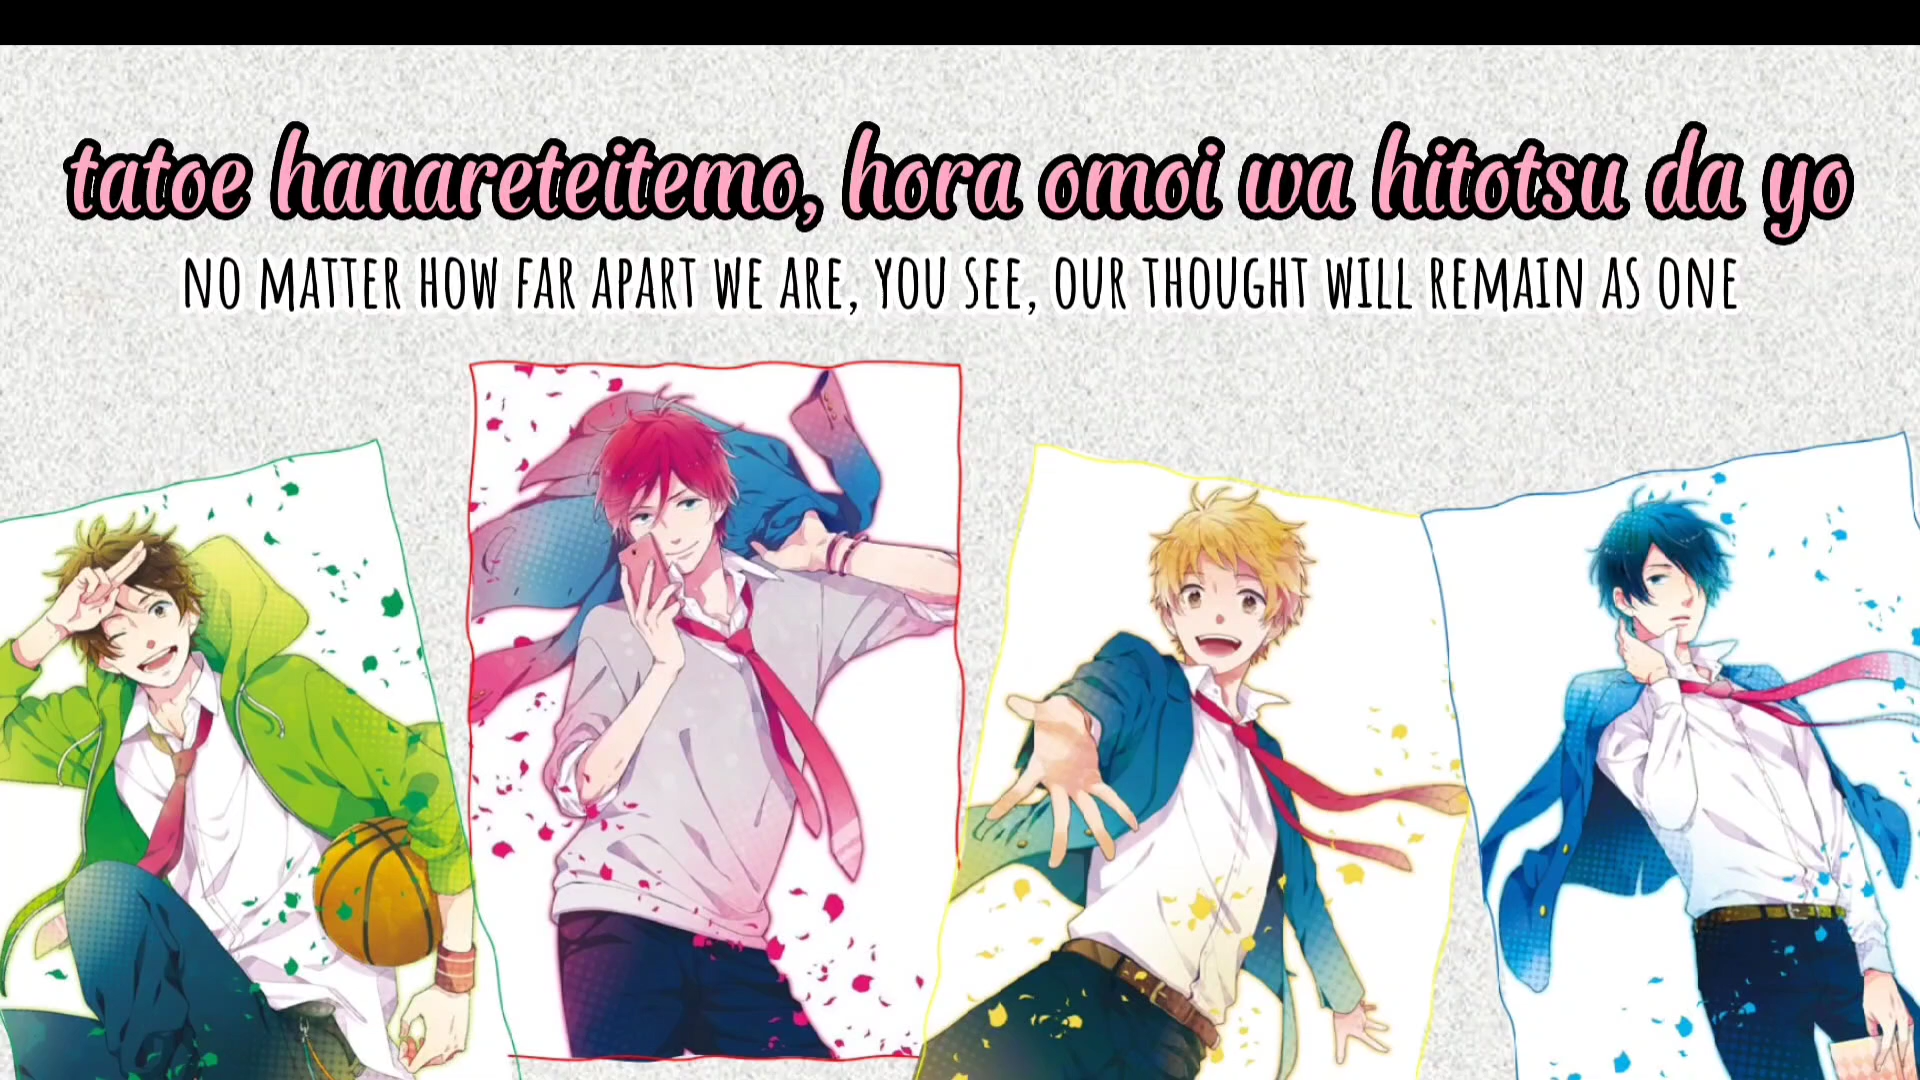 tatoe hanareteitemo, hora omoi wa hitotsu da yo
NO MATTER HOW FAR APART WE ARE, YOU SEE, OUR THOUGHT WILL REMAIN AS ONE